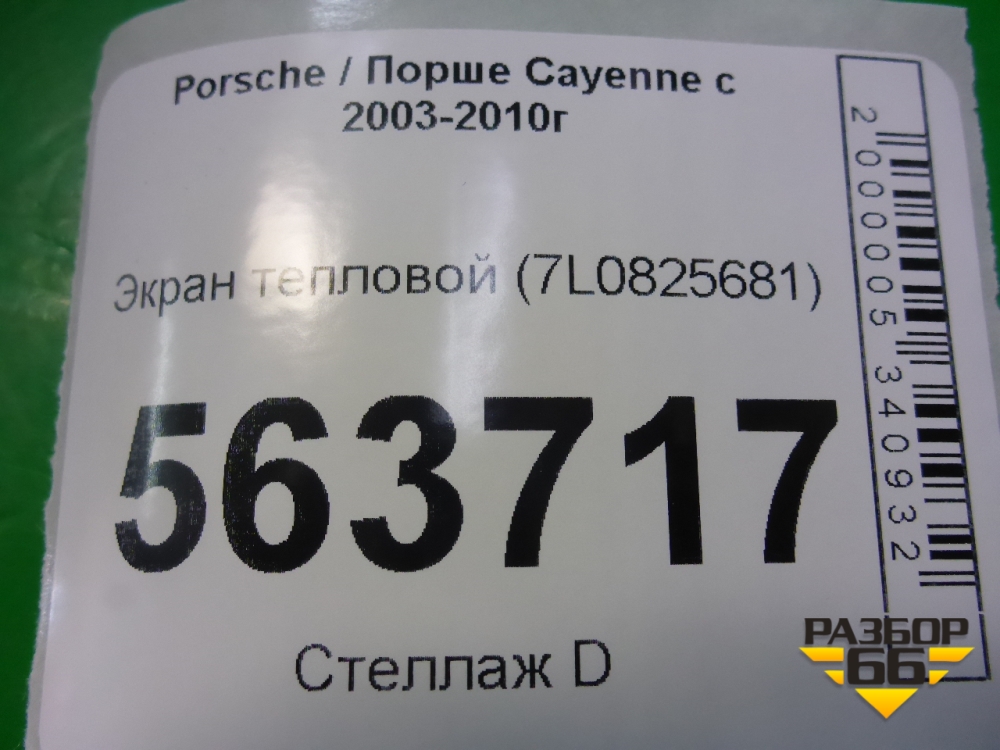 Porsche / Порше Cayenne с
2003-2010г
Экран тепловой (7L0825681)
563717
Стеллаж D
2000005340932
РАЗБОР
66